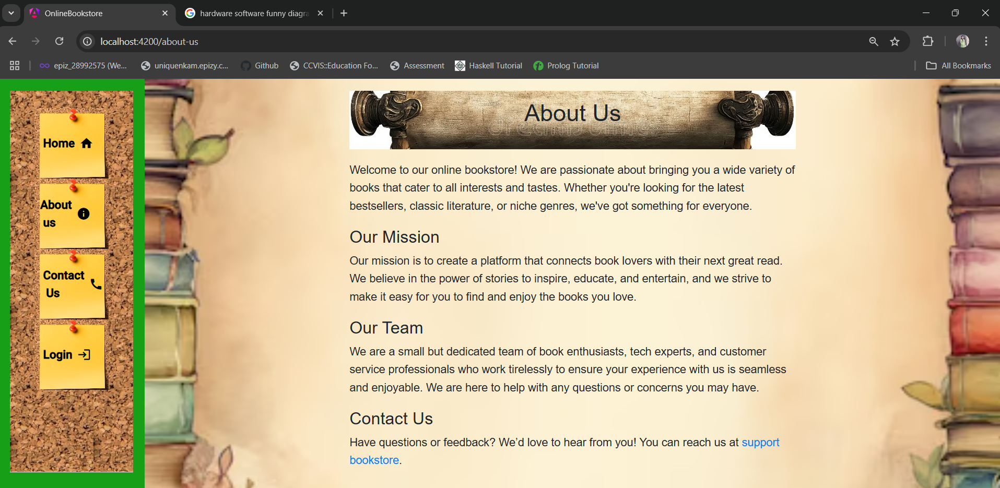 OnlineBookstore
hardware software funny diagra
localhost:4200/about-us
epiz_28992575 (We...
uniquenkam.epizy.c...
Github
CCVIS::Education Fo...
Assessment
Haskell Tutorial
Prolog Tutorial
All Bookmarks
Home
About
us
Contact
Us
Login
About Us
Welcome to our online bookstore! We are passionate about bringing you a wide variety of
books that cater to all interests and tastes. Whether you're looking for the latest
bestsellers, classic literature, or niche genres, we've got something for everyone.
Our Mission
Our mission is to create a platform that connects book lovers with their next great read.
We believe in the power of stories to inspire, educate, and entertain, and we strive to
make it easy for you to find and enjoy the books you love.
Our Team
We are a small but dedicated team of book enthusiasts, tech experts, and customer
service professionals who work tirelessly to ensure your experience with us is seamless
and enjoyable. We are here to help with any questions or concerns you may have.
Contact Us
Have questions or feedback? We’d love to hear from you! You can reach us at support
bookstore.